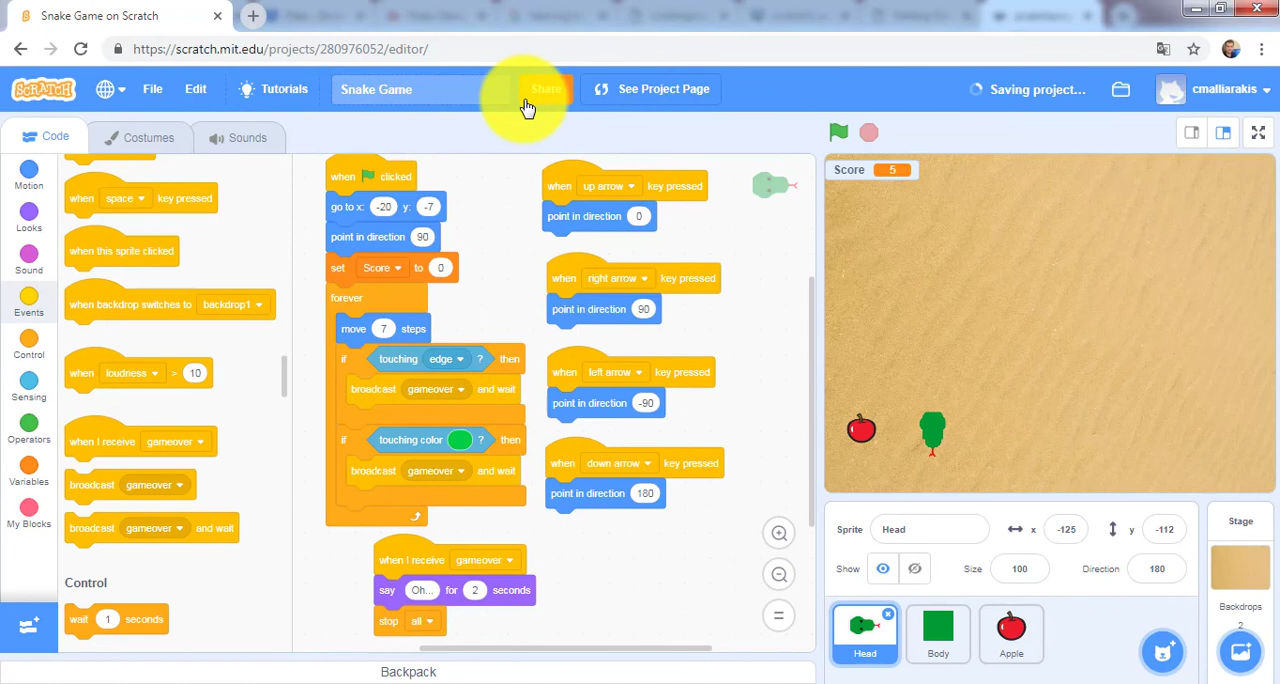 Snake Game on Scratch
https://scratch.mit.edu/projects/280976052/editor/
SCRATCH
File
Edit
Tutorials
Snake Game
Share
See Project Page
Saving project...
cmalliarakis
Code
Costumes
Sounds
Motion
Looks
Sound
Events
Control
Sensing
Operators
Variables
My Blocks
when space key pressed
when this sprite clicked
when backdrop switches to backdrop1
when loudness > 10
when I receive gameover
broadcast gameover
broadcast gameover and wait
Control
wait 1 seconds
when clicked
go to x: -20 y: -7
point in direction 90
set Score to 0
forever
move 7 steps
if touching edge ? then
broadcast gameover and wait
if touching color ? then
broadcast gameover and wait
when I receive gameover
say Oh... for 2 seconds
stop all
when up arrow key pressed
point in direction 0
when right arrow key pressed
point in direction 90
when left arrow key pressed
point in direction -90
when down arrow key pressed
point in direction 180
Score 5
Sprite Head x -125 y -112
Show Size 100 Direction 180
Head
Body
Apple
Stage
Backdrops
2
Backpack